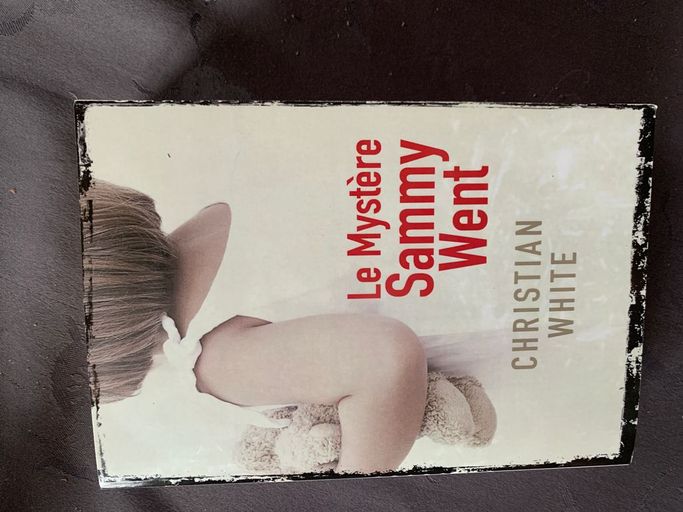 Le Mystère
Sammy
Went
CHRISTIAN
WHITE